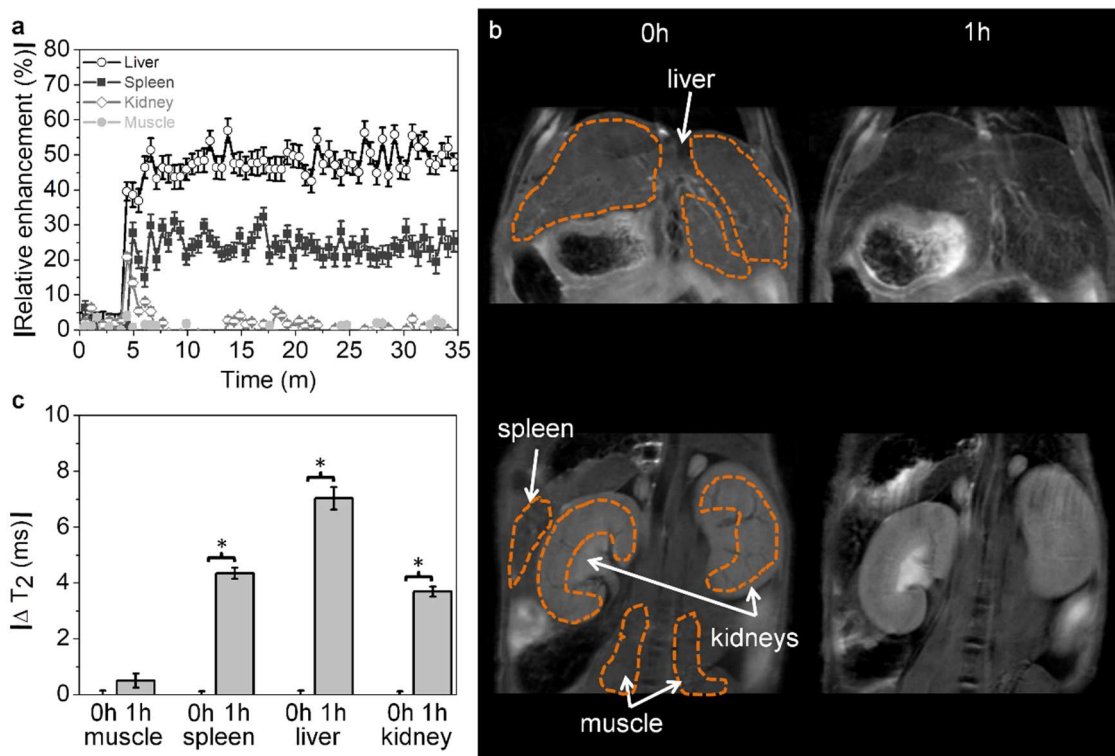 a
|Relative enhancement (%)|
80
70
60
50
40
30
20
10
0
Liver
Spleen
Kidney
Muscle
0 5 10 15 20 25 30 35
Time (m)
b
0h 1h
liver
spleen
kidneys
muscle
c
|Δ T2 (ms)|
10
8
6
4
2
0
* * *
0h 1h 0h 1h 0h 1h 0h 1h
muscle spleen liver kidney